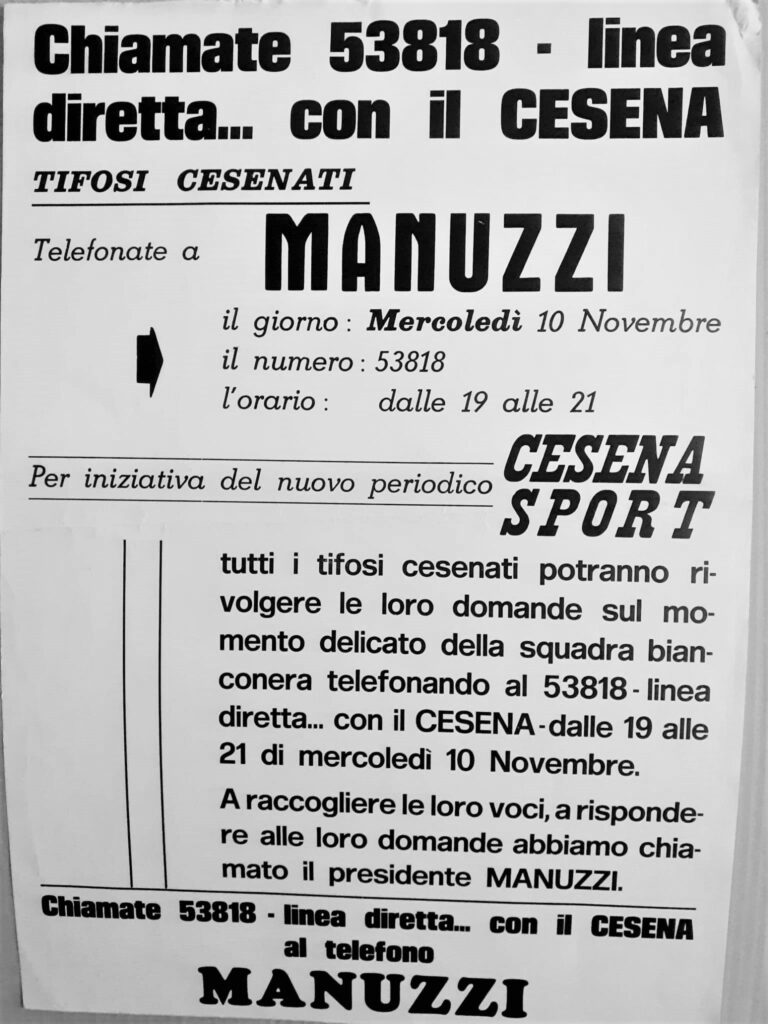 Chiamate 53818 - linea
diretta... con il CESENA
TIFOSI CESENATI
Telefonate a MANUZZI
il giorno: Mercoledì 10 Novembre
il numero: 53818
l'orario: dalle 19 alle 21
Per iniziativa del nuovo periodico CESENA
SPORT
tutti i tifosi cesenati potranno ri-
volgere le loro domande sul mo-
mento delicato della squadra bian-
conera telefonando al 53818-linea
diretta... con il CESENA-dalle 19 alle
21 di mercoledì 10 Novembre.
A raccogliere le loro voci, a risponde-
re alle loro domande abbiamo chia-
mato il presidente MANUZZI.
Chiamate 53818 - linea diretta... con il CESENA
al telefono
MANUZZI